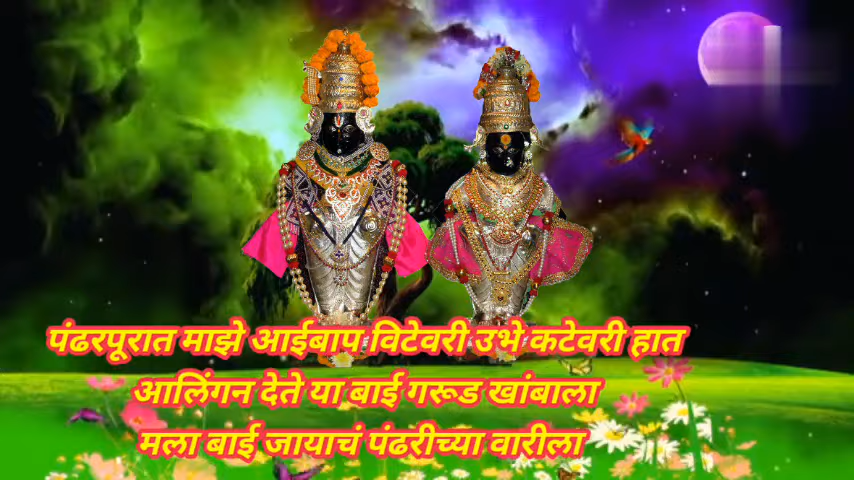 पंढरपूरात माझे आईबाप विटेवरी उभे कटेवरी हात
आलिंगन देते या बाई गरूड खांबाला
मला बाई जायाचं पंढरीच्या वारीला